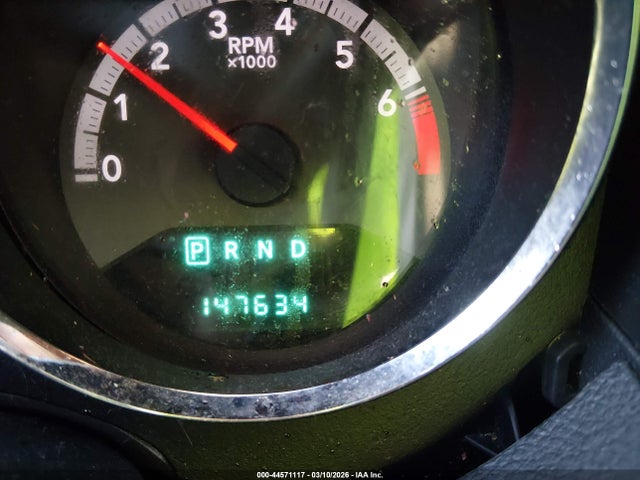 0 1 2 3 4 5 6
RPM
x1000
P R N D
147634
000-44571117 - 03/10/2026 - IAA Inc.